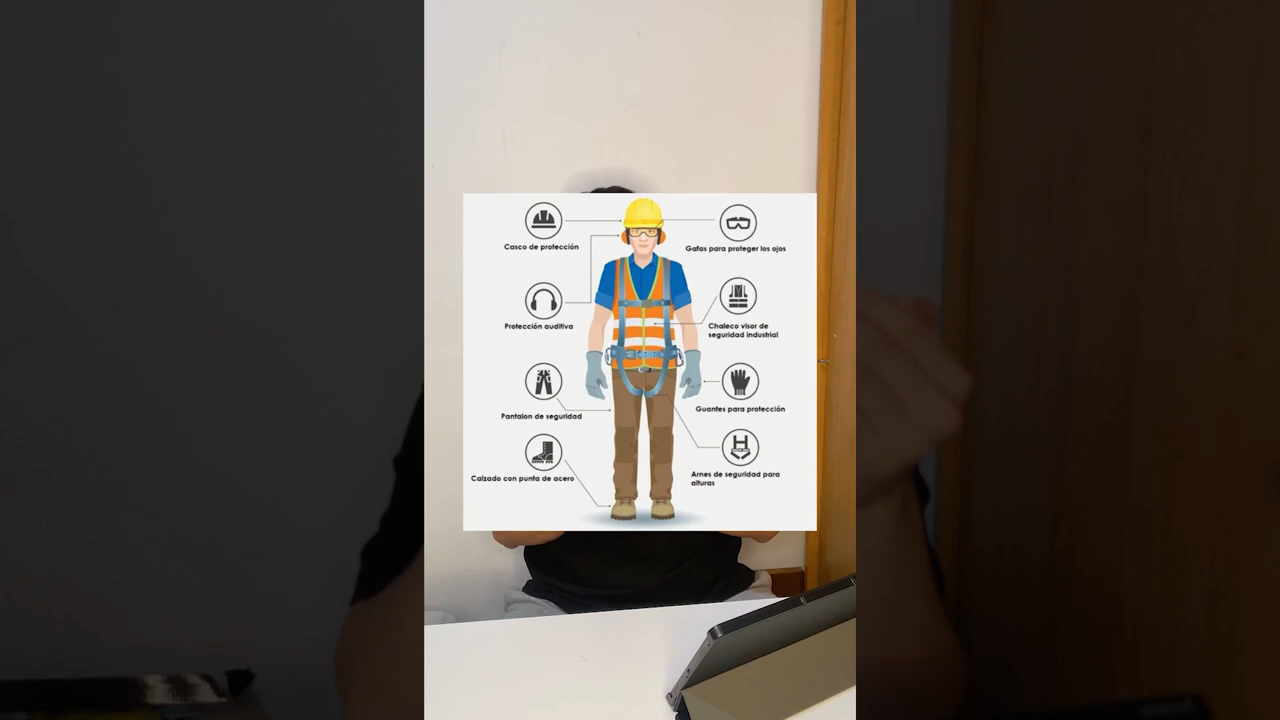 Casco de protección
Gafas para proteger los ojos
Protección auditiva
Chaleco visor de
seguridad industrial
Pantalon de seguridad
Guantes para protección
Calzado con punta de acero
Arnes de seguridad para
alturas